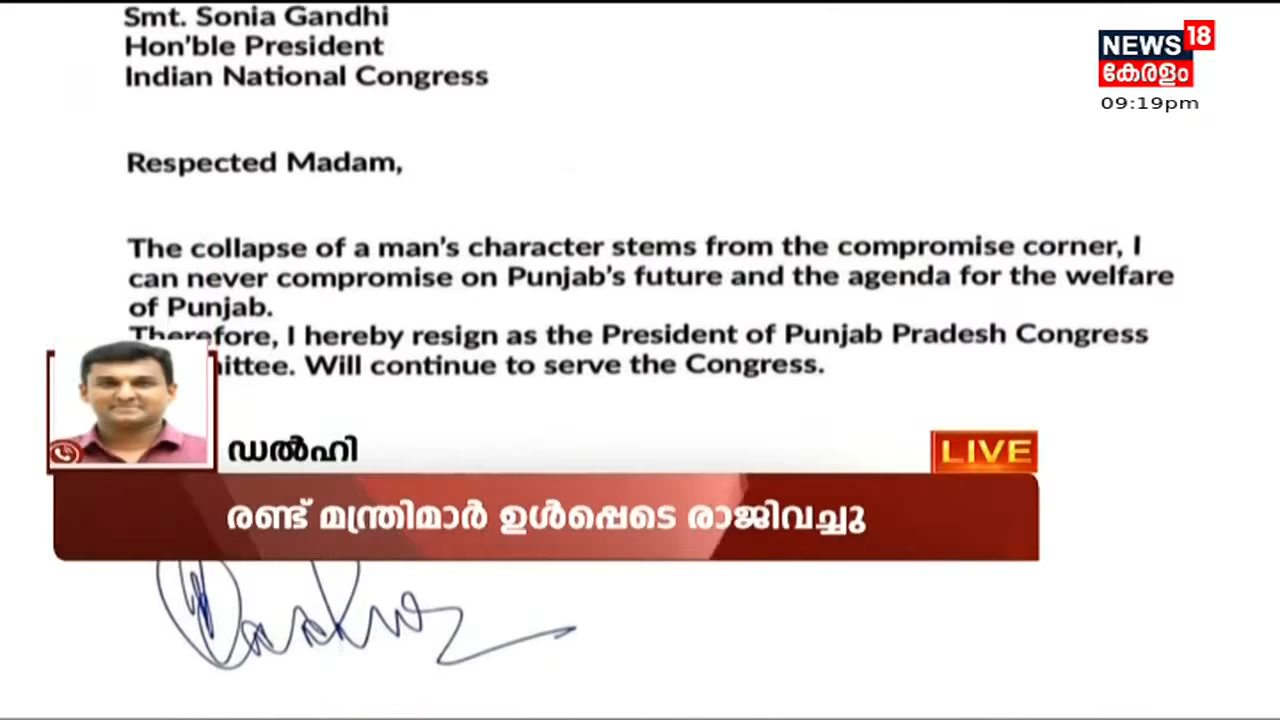 Smt. Sonia Gandhi
Hon'ble President
Indian National Congress
NEWS 18
കേരളം
09:19pm
Respected Madam,
The collapse of a man's character stems from the compromise corner, I
can never compromise on Punjab's future and the agenda for the welfare
of Punjab.
Therefore, I hereby resign as the President of Punjab Pradesh Congress
ittee. Will continue to serve the Congress.
ഡൽഹി
LIVE
രണ്ട് മന്ത്രിമാർ ഉൾപ്പെടെ രാജിവച്ചു